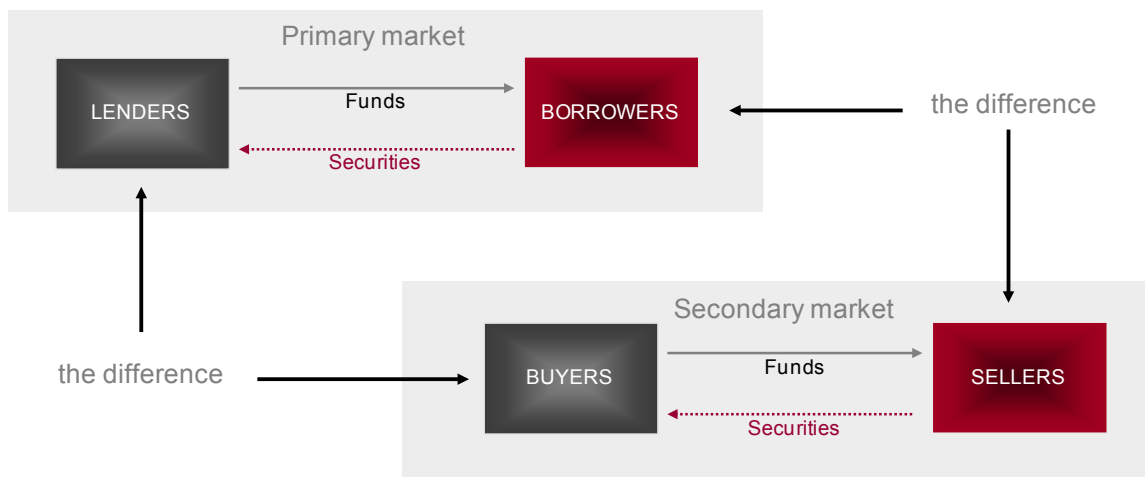 Primary market
LENDERS
Funds
BORROWERS
Securities
the difference
Secondary market
BUYERS
Funds
SELLERS
Securities
the difference